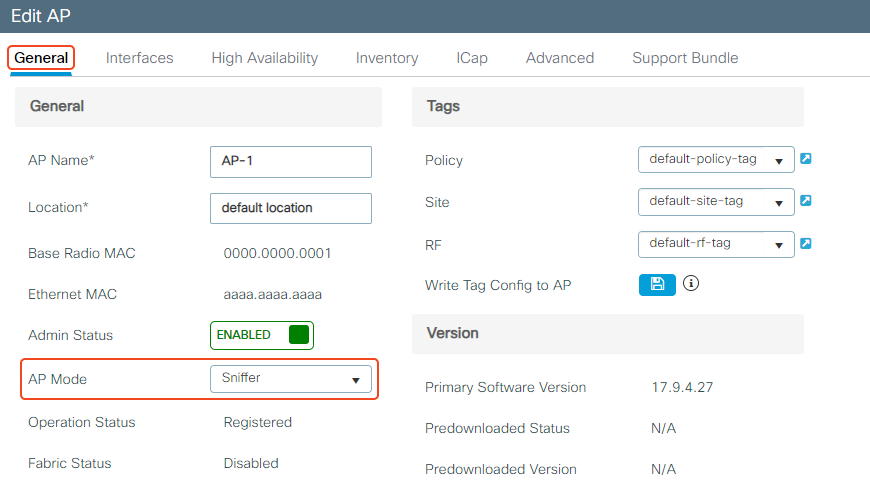 Edit AP
General Interfaces High Availability Inventory ICap Advanced Support Bundle
General
AP Name* AP-1
Location* default location
Base Radio MAC 0000.0000.0001
Ethernet MAC aaaa.aaaa.aaaa
Admin Status ENABLED
AP Mode Sniffer
Operation Status Registered
Fabric Status Disabled
Tags
Policy default-policy-tag
Site default-site-tag
RF default-rf-tag
Write Tag Config to AP
Version
Primary Software Version 17.9.4.27
Predownloaded Status N/A
Predownloaded Version N/A